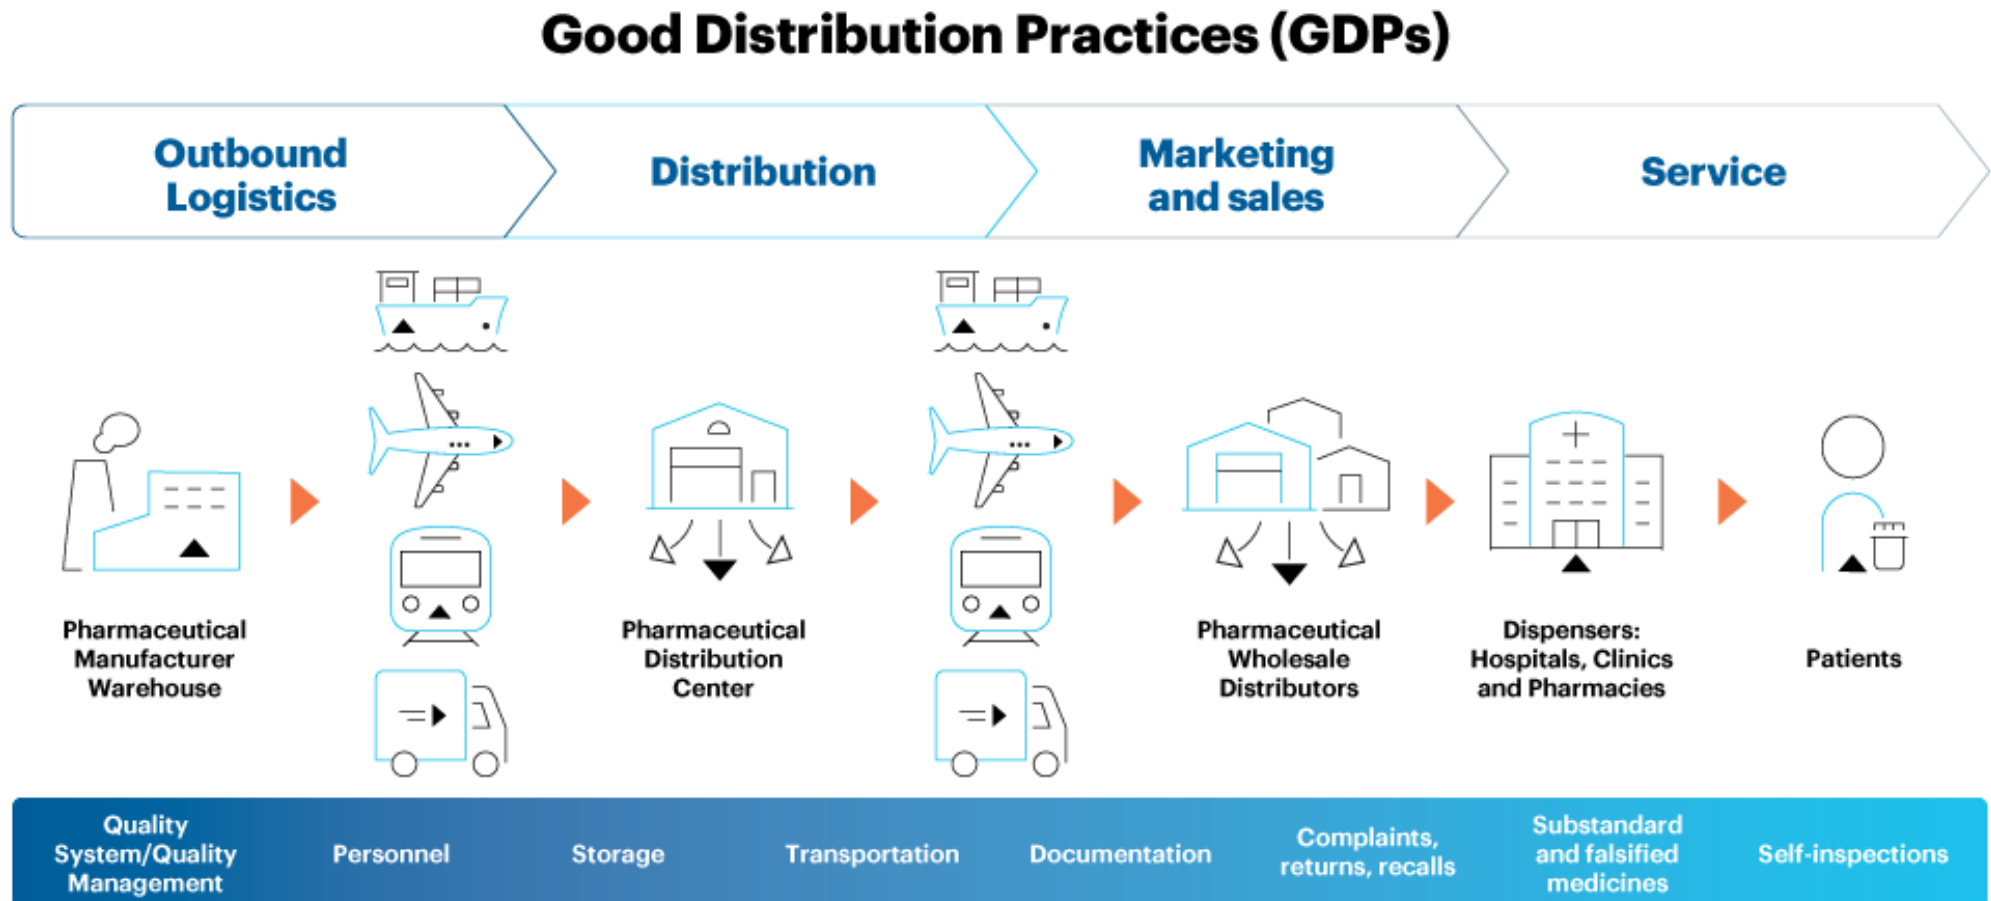 Good Distribution Practices (GDPs)
Outbound
Logistics
Distribution
Marketing
and sales
Service
Pharmaceutical
Manufacturer
Warehouse
Pharmaceutical
Distribution
Center
Pharmaceutical
Wholesale
Distributors
Dispensers:
Hospitals, Clinics
and Pharmacies
Patients
Quality
System/Quality
Management
Personnel
Storage
Transportation
Documentation
Complaints,
returns, recalls
Substandard
and falsified
medicines
Self-inspections